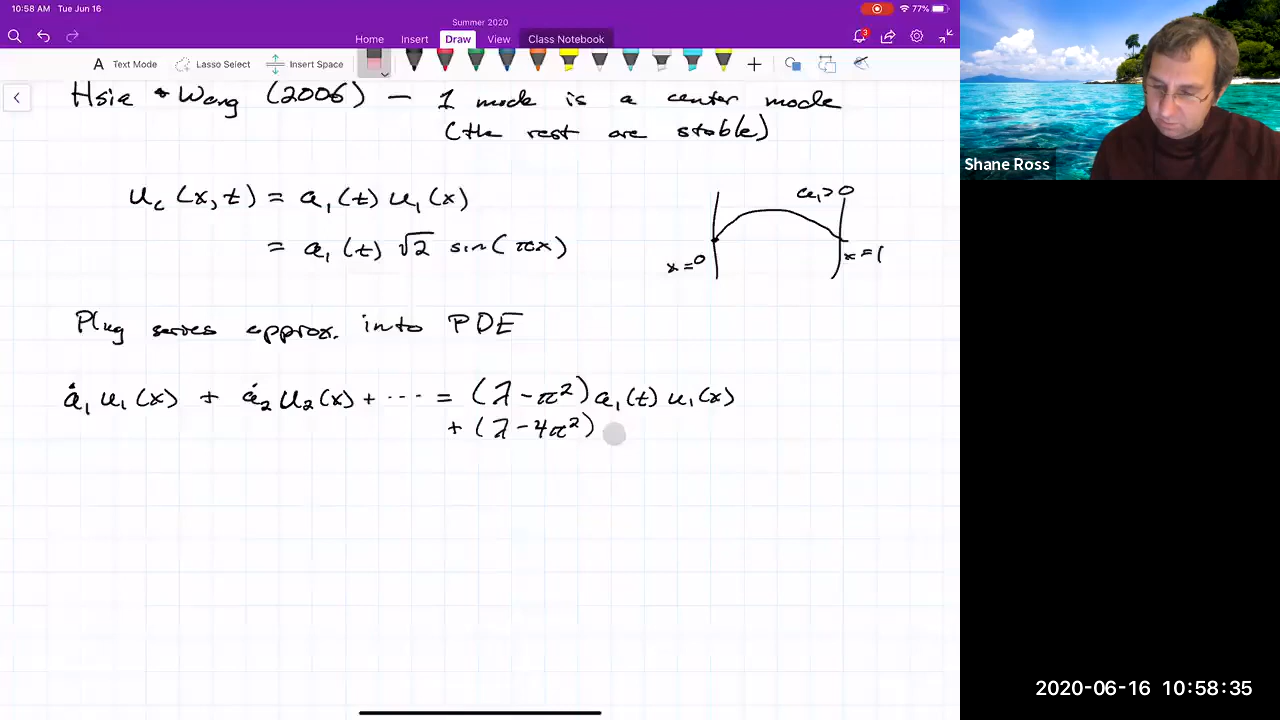 10:58 AM Tue Jun 16
77%
Summer 2020
Home Insert Draw View Class Notebook
3
A Text Mode Lasso Select Insert Space
Hsia + Wang (2006) — 1 mode is a center mode
(the rest are stable)
u_c(x,t) = a_1(t) u_1(x)
a_1>0
= a_1(t) √2 sin(πx)
x=0
x=1
Plug series approx. into PDE
ȧ_1 u_1(x) + ȧ_2 u_2(x) + ··· = (λ-π²) a_1(t) u_1(x)
+ (λ-4π²)
Shane Ross
2020-06-16 10:58:35